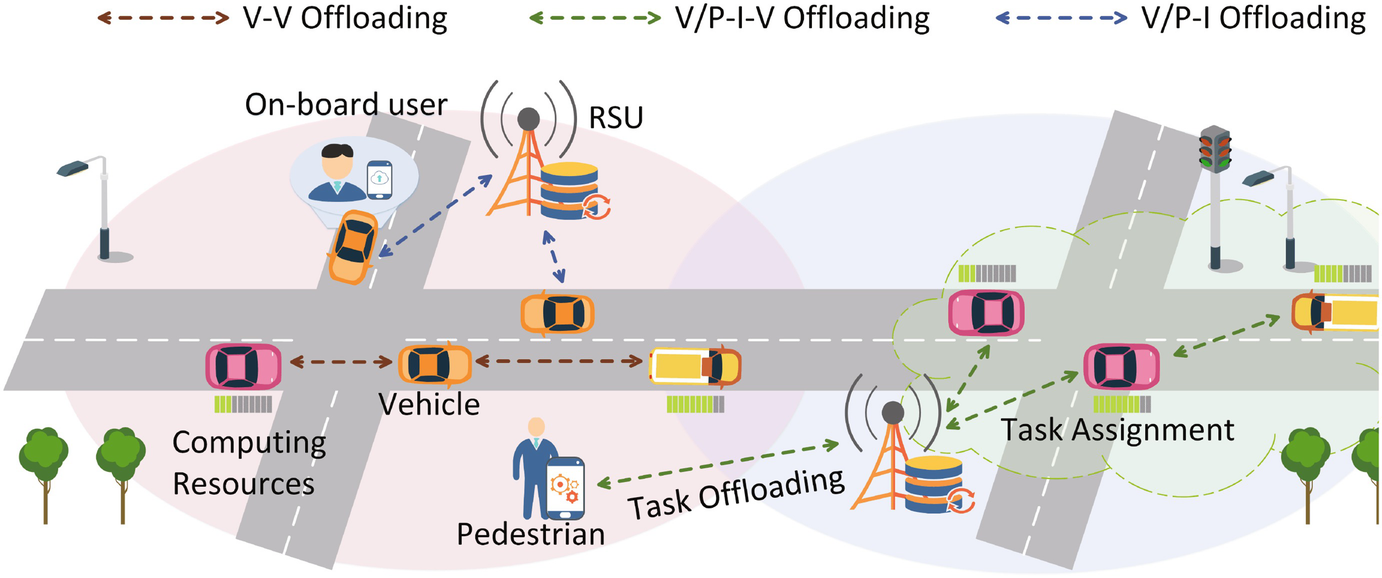 V-V Offloading
V/P-I-V Offloading
V/P-I Offloading
On-board user
RSU
Vehicle
Computing
Resources
Task Assignment
Task Offloading
Pedestrian